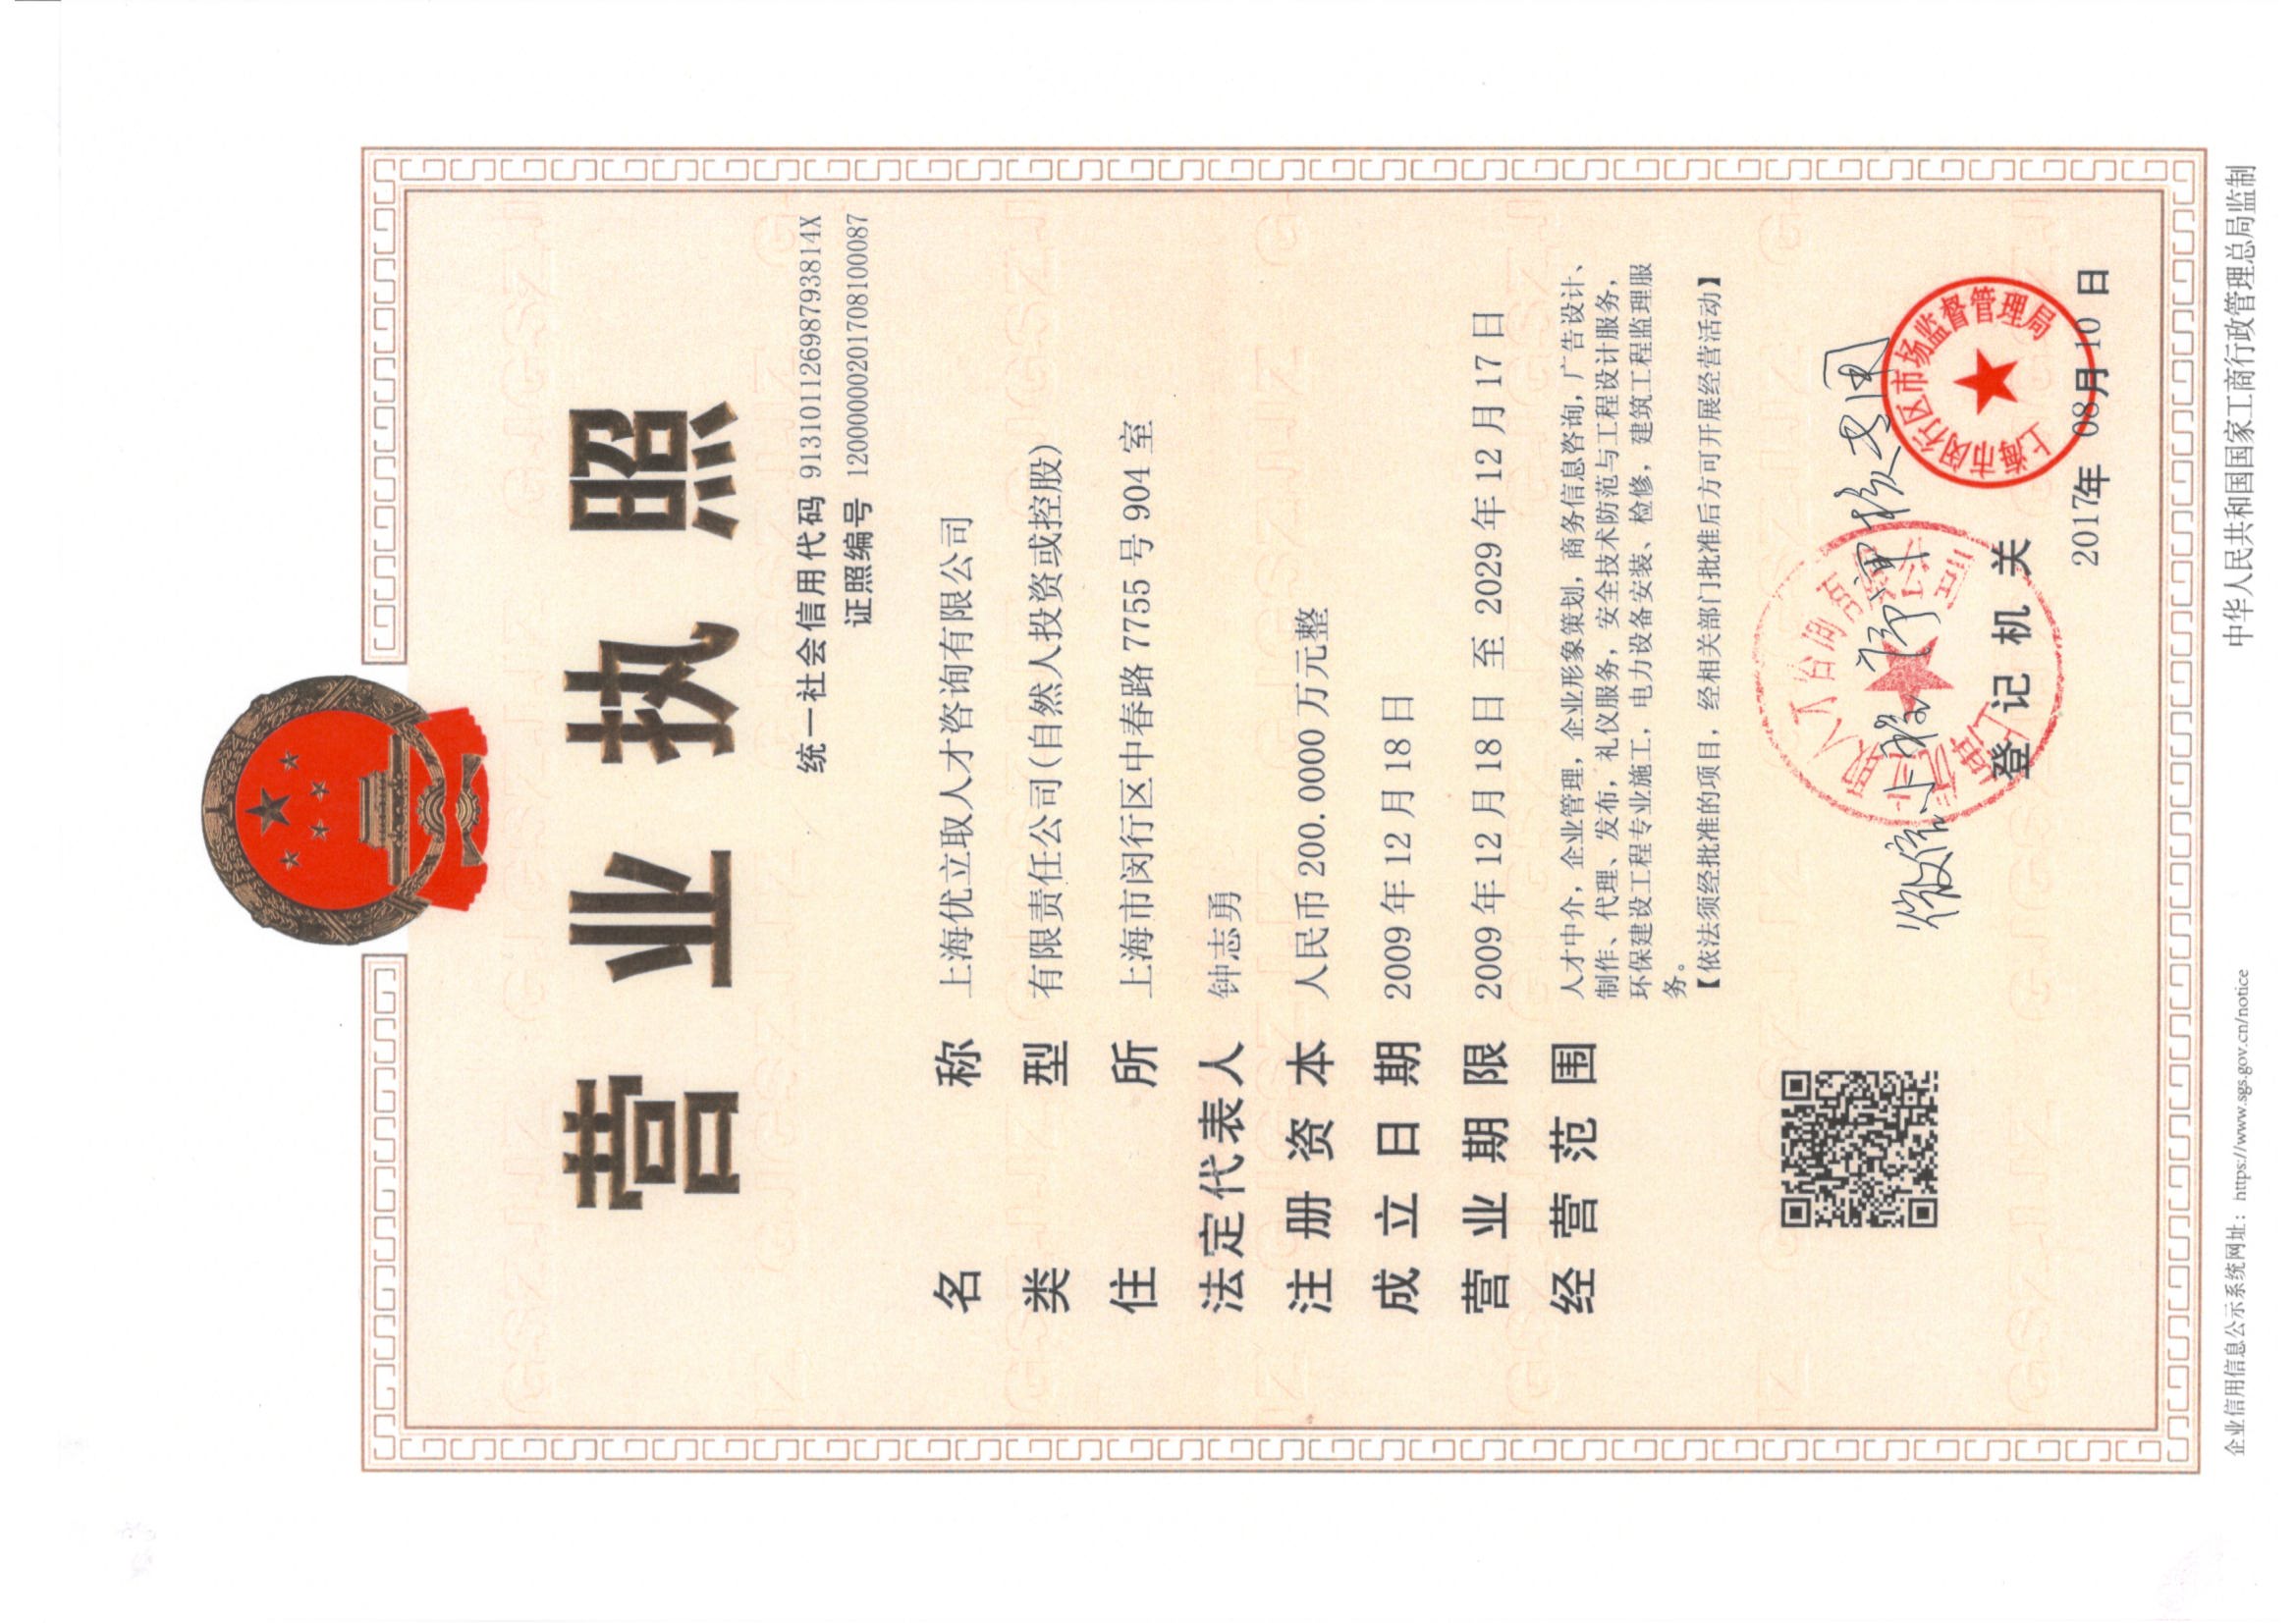 营业执照
统一社会信用代码 91310112698793814X
证照编号 12000002201708100087
名称 上海优立取人才咨询有限公司
类型 有限责任公司(自然人投资或控股)
住所 上海市闵行区中春路 7755 号 904 室
法定代表人 钟志勇
注册资本 人民币 200.0000 万元整
成立日期 2009 年 12 月 18 日
营业期限 2009 年 12 月 18 日 至 2029 年 12 月 17 日
经营范围 人才中介，企业管理，企业形象策划，商务信息咨询，广告设计、
制作、代理、发布，礼仪服务，安全技术防范与工程设计服务，
环保建设工程专业施工，电力设备安装、检修，建筑工程监理服
务。
【依法须经批准的项目，经相关部门批准后方可开展经营活动】
登记机关
上海市闵行区市场监督管理局
2017年 08月 10 日
企业信用信息公示系统网址：https://www.sgs.gov.cn/notice
中华人民共和国国家工商行政管理总局监制